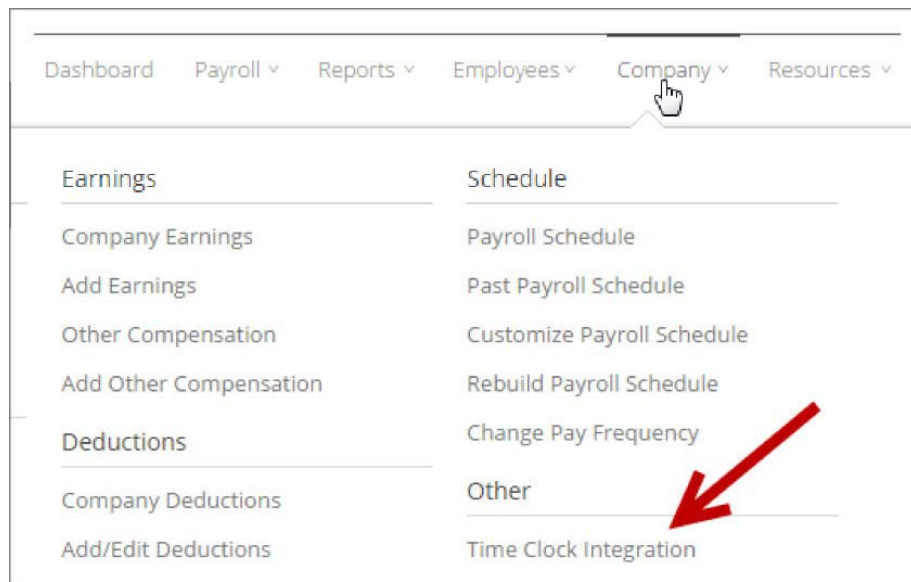 Dashboard Payroll Reports Employees Company Resources
Earnings
Company Earnings
Add Earnings
Other Compensation
Add Other Compensation
Deductions
Company Deductions
Add/Edit Deductions
Schedule
Payroll Schedule
Past Payroll Schedule
Customize Payroll Schedule
Rebuild Payroll Schedule
Change Pay Frequency
Other
Time Clock Integration